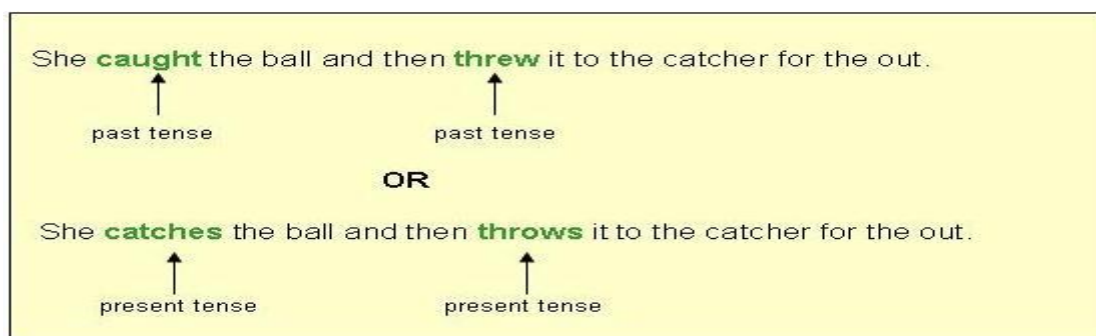 She caught the ball and then threw it to the catcher for the out.
past tense past tense
OR
She catches the ball and then throws it to the catcher for the out.
present tense present tense